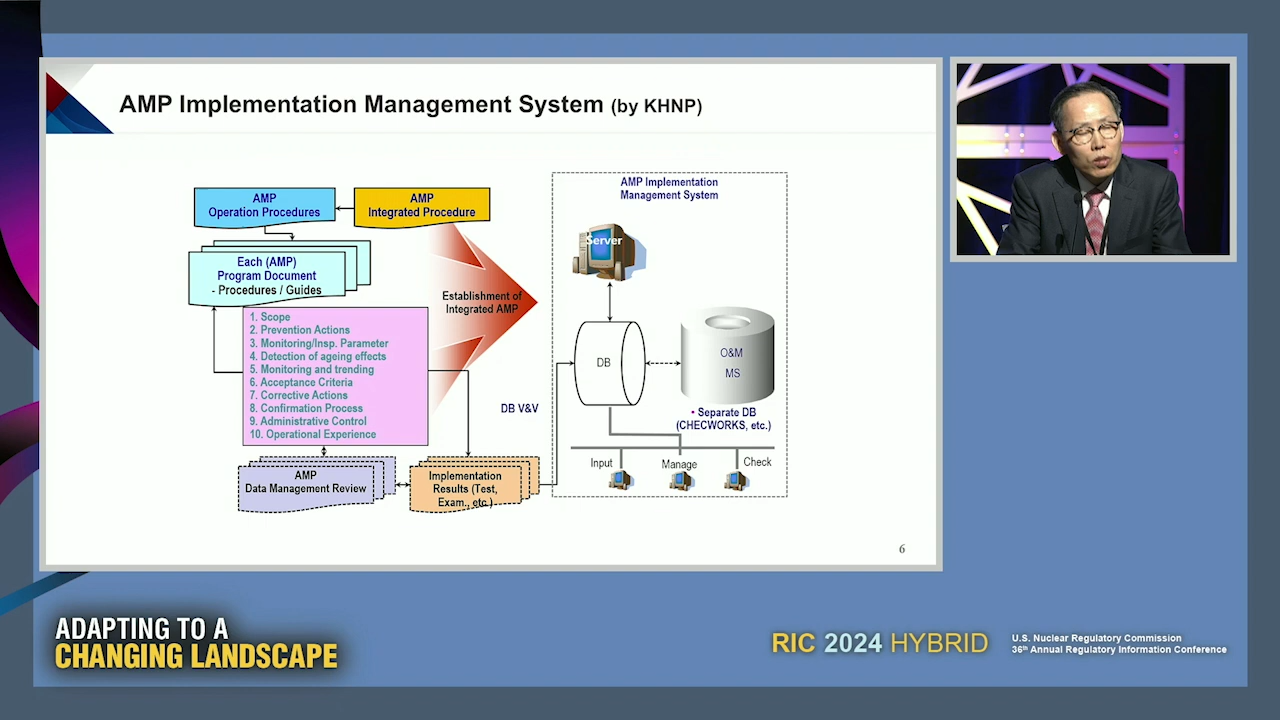 AMP Implementation Management System (by KHNP)
AMP
Operation Procedures
AMP
Integrated Procedure
Each (AMP)
Program Document
- Procedures / Guides
1. Scope
2. Prevention Actions
3. Monitoring/Insp. Parameter
4. Detection of ageing effects
5. Monitoring and trending
6. Acceptance Criteria
7. Corrective Actions
8. Confirmation Process
9. Administrative Control
10. Operational Experience
AMP
Data Management Review
Implementation
Results (Test,
Exam., etc.)
Establishment of
Integrated AMP
DB V&V
AMP Implementation
Management System
Server
DB
O&M
MS
• Separate DB
(CHECWORKS, etc.)
Input
Manage
Check
6
ADAPTING TO A
CHANGING LANDSCAPE
RIC 2024 HYBRID
U.S. Nuclear Regulatory Commission
36th Annual Regulatory Information Conference